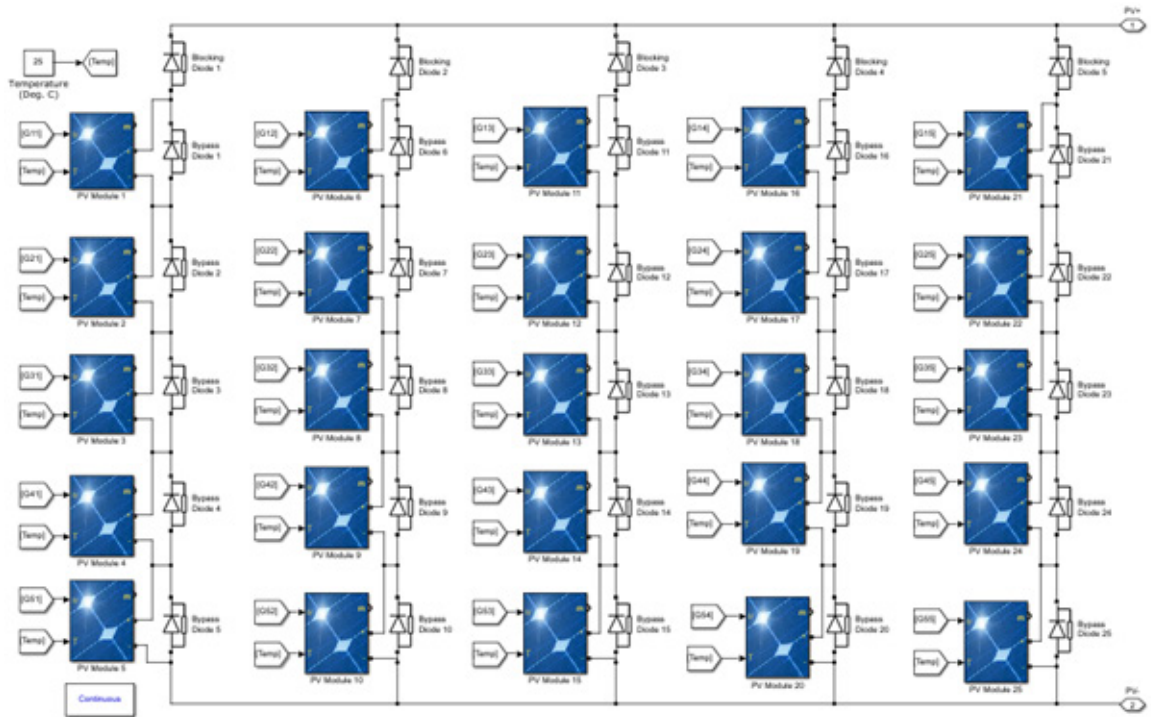 PV+
1
25
[Temp]
Temperature
(Deg. C)
Blocking
Diode 1
Blocking
Diode 2
Blocking
Diode 3
Blocking
Diode 4
Blocking
Diode 5
[G11]
[Temp]
PV Module 1
Bypass
Diode 1
[G12]
[Temp]
PV Module 6
Bypass
Diode 6
[G13]
[Temp]
PV Module 11
Bypass
Diode 11
[G14]
[Temp]
PV Module 16
Bypass
Diode 16
[G15]
[Temp]
PV Module 21
Bypass
Diode 21
[G21]
[Temp]
PV Module 2
Bypass
Diode 2
[G22]
[Temp]
PV Module 7
Bypass
Diode 7
[G23]
[Temp]
PV Module 12
Bypass
Diode 12
[G24]
[Temp]
PV Module 17
Bypass
Diode 17
[G25]
[Temp]
PV Module 22
Bypass
Diode 22
[G31]
[Temp]
PV Module 3
Bypass
Diode 3
[G32]
[Temp]
PV Module 8
Bypass
Diode 8
[G33]
[Temp]
PV Module 13
Bypass
Diode 13
[G34]
[Temp]
PV Module 18
Bypass
Diode 18
[G35]
[Temp]
PV Module 23
Bypass
Diode 23
[G41]
[Temp]
PV Module 4
Bypass
Diode 4
[G42]
[Temp]
PV Module 9
Bypass
Diode 9
[G43]
[Temp]
PV Module 14
Bypass
Diode 14
[G44]
[Temp]
PV Module 19
Bypass
Diode 19
[G45]
[Temp]
PV Module 24
Bypass
Diode 24
[G51]
[Temp]
PV Module 5
Bypass
Diode 5
[G52]
[Temp]
PV Module 10
Bypass
Diode 10
[G53]
[Temp]
PV Module 15
Bypass
Diode 15
[G54]
[Temp]
PV Module 20
Bypass
Diode 20
[G55]
[Temp]
PV Module 25
Bypass
Diode 25
Continuous
PV-
2